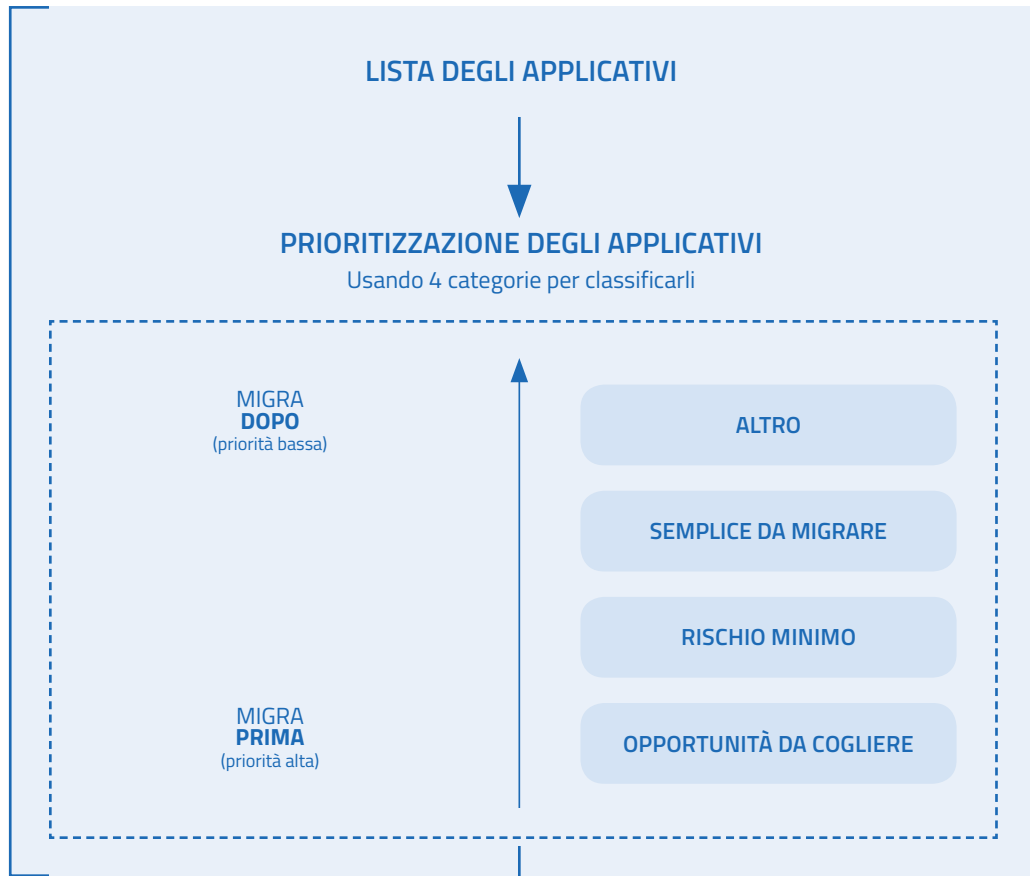 LISTA DEGLI APPLICATIVI
PRIORITIZZAZIONE DEGLI APPLICATIVI
Usando 4 categorie per classificarli
MIGRA
DOPO
(priorità bassa)
ALTRO
SEMPLICE DA MIGRARE
RISCHIO MINIMO
MIGRA
PRIMA
(priorità alta)
OPPORTUNITÀ DA COGLIERE